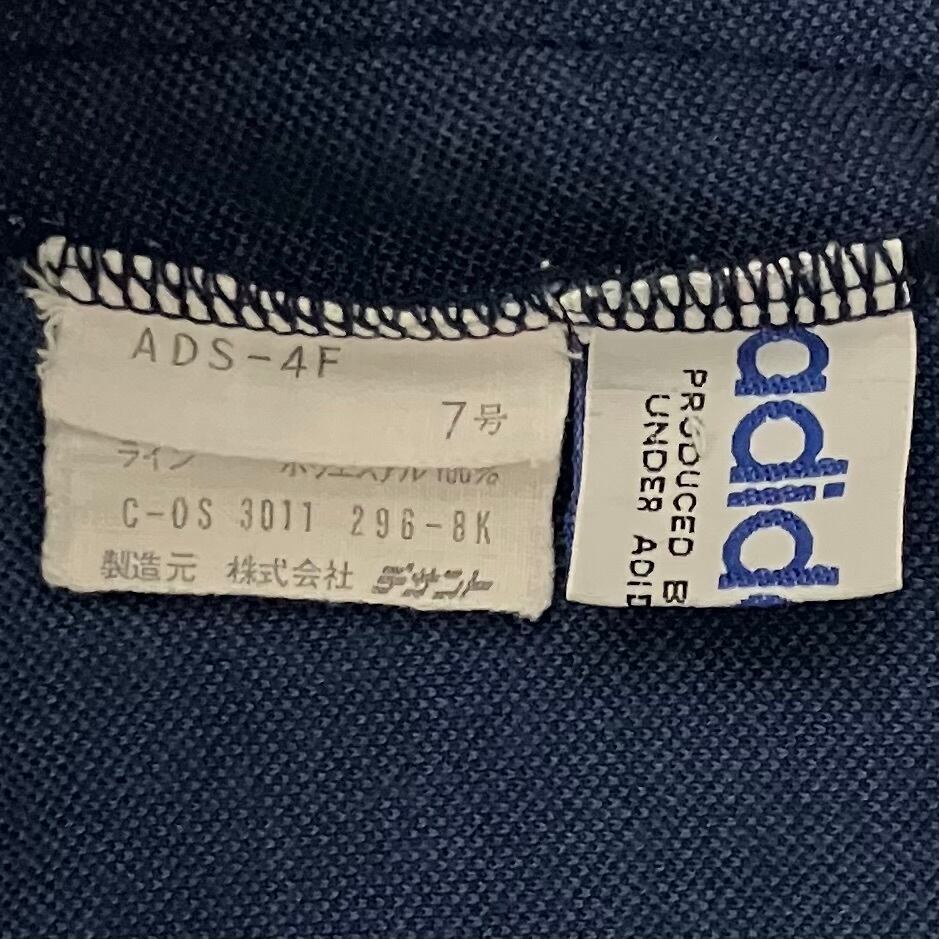 ADS-4F
7号
ライン ポリエステル100%
C-0S 3011 296-8K
製造元 株式会社 デサント
adid
PRODUCED B
UNDER ADID